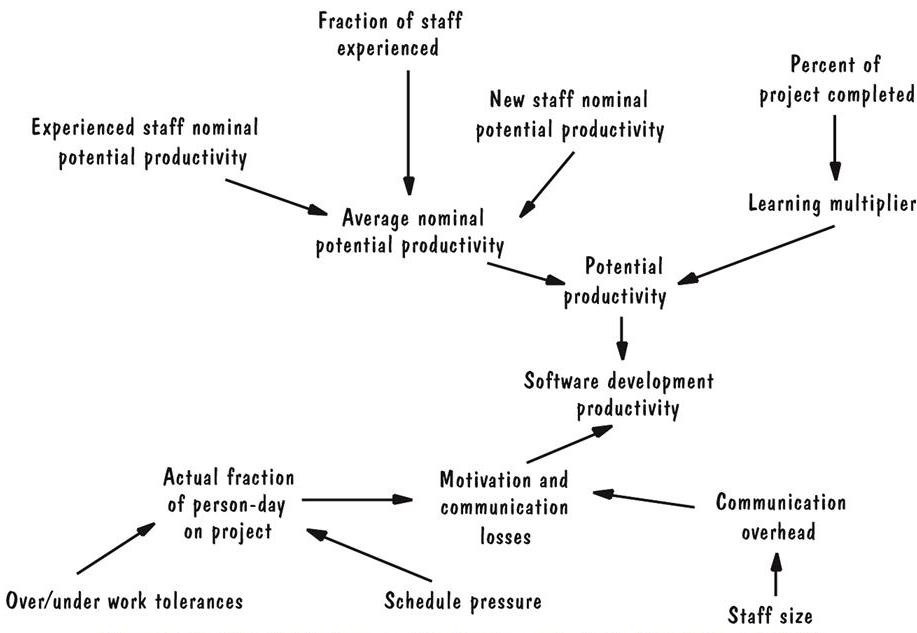 Fraction of staff
experienced
Percent of
project completed
New staff nominal
potential productivity
Experienced staff nominal
potential productivity
Learning multiplier
Average nominal
potential productivity
Potential
productivity
Software development
productivity
Actual fraction
of person-day
on project
Motivation and
communication
losses
Communication
overhead
Over/under work tolerances
Schedule pressure
Staff size